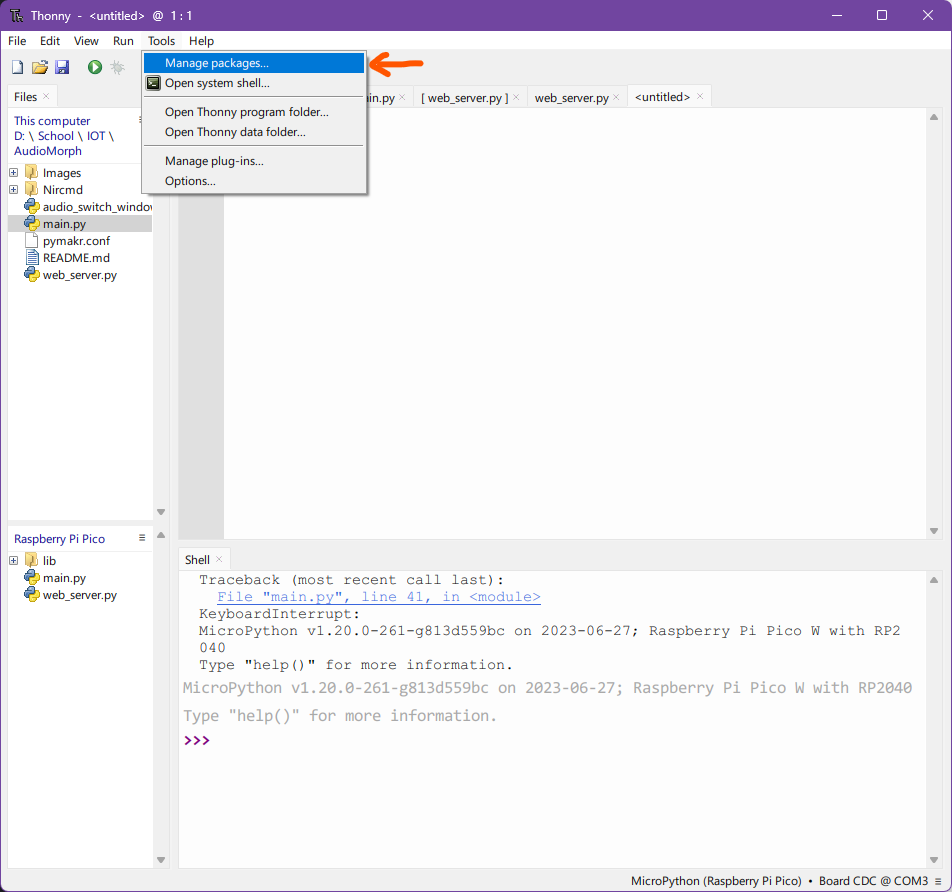 Thonny - <untitled> @ 1 : 1
File Edit View Run Tools Help
Manage packages...
Open system shell...
Open Thonny program folder...
Open Thonny data folder...
Manage plug-ins...
Options...
Files
[ web_server.py ]
web_server.py
<untitled>
This computer
D: \ School \ IOT \
AudioMorph
Images
Nircmd
main.py
pymakr.conf
README.md
web_server.py
Raspberry Pi Pico
lib
main.py
web_server.py
Shell
Traceback (most recent call last):
File "main.py", line 41, in <module>
KeyboardInterrupt:
MicroPython v1.20.0-261-g813d559bc on 2023-06-27; Raspberry Pi Pico W with RP2
040
Type "help()" for more information.
MicroPython v1.20.0-261-g813d559bc on 2023-06-27; Raspberry Pi Pico W with RP2040
Type "help()" for more information.
>>>
MicroPython (Raspberry Pi Pico) • Board CDC @ COM3